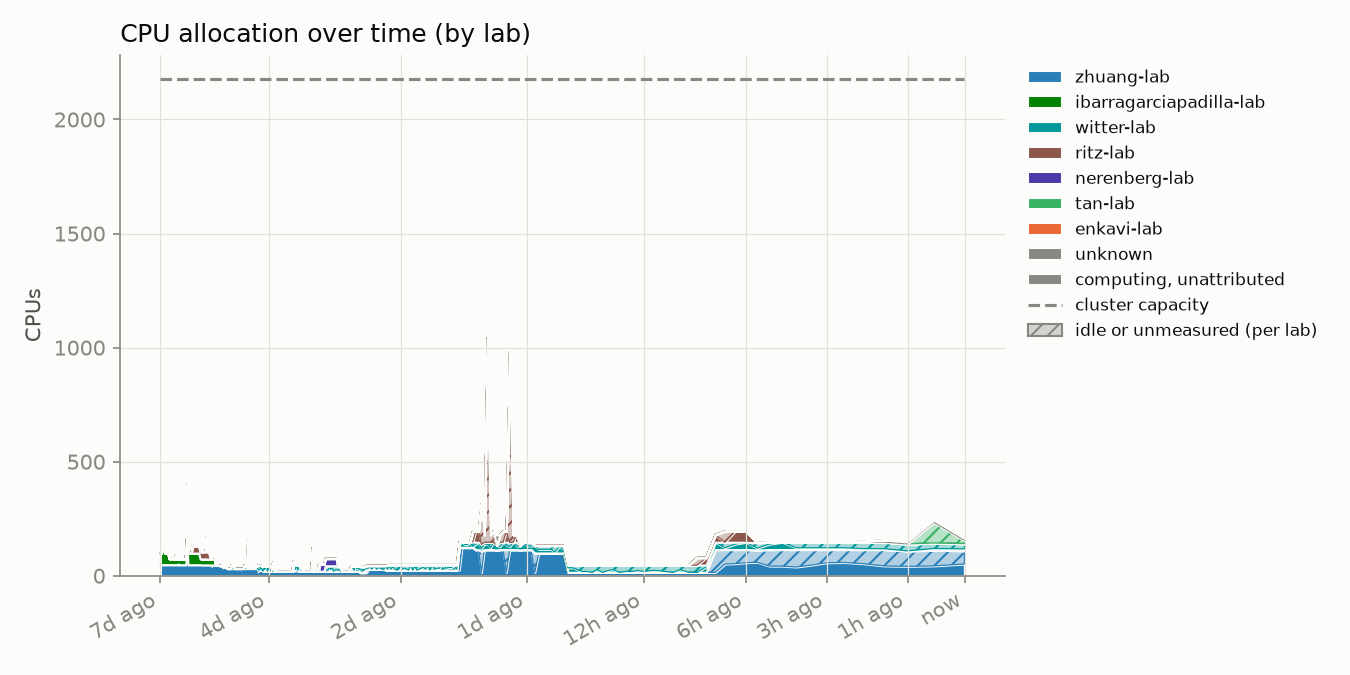 CPU allocation over time (by lab)
CPUs
2000
1500
1000
500
0
7d ago
4d ago
2d ago
1d ago
12h ago
6h ago
3h ago
1h ago
now
zhuang-lab
ibarragarciapadilla-lab
witter-lab
ritz-lab
nerenberg-lab
tan-lab
enkavi-lab
unknown
computing, unattributed
cluster capacity
idle or unmeasured (per lab)